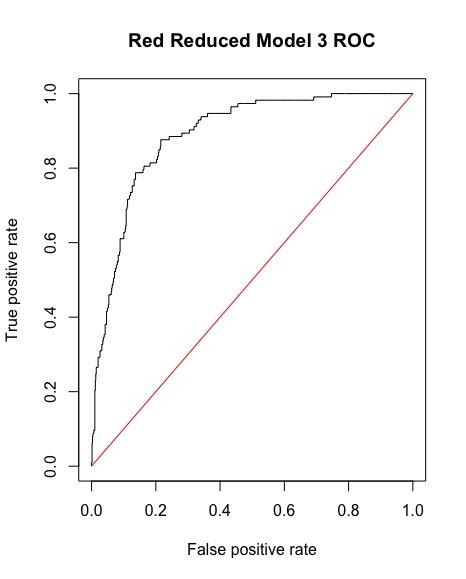 Red Reduced Model 3 ROC
True positive rate
1.0
0.8
0.6
0.4
0.2
0.0
0.0 0.2 0.4 0.6 0.8 1.0
False positive rate